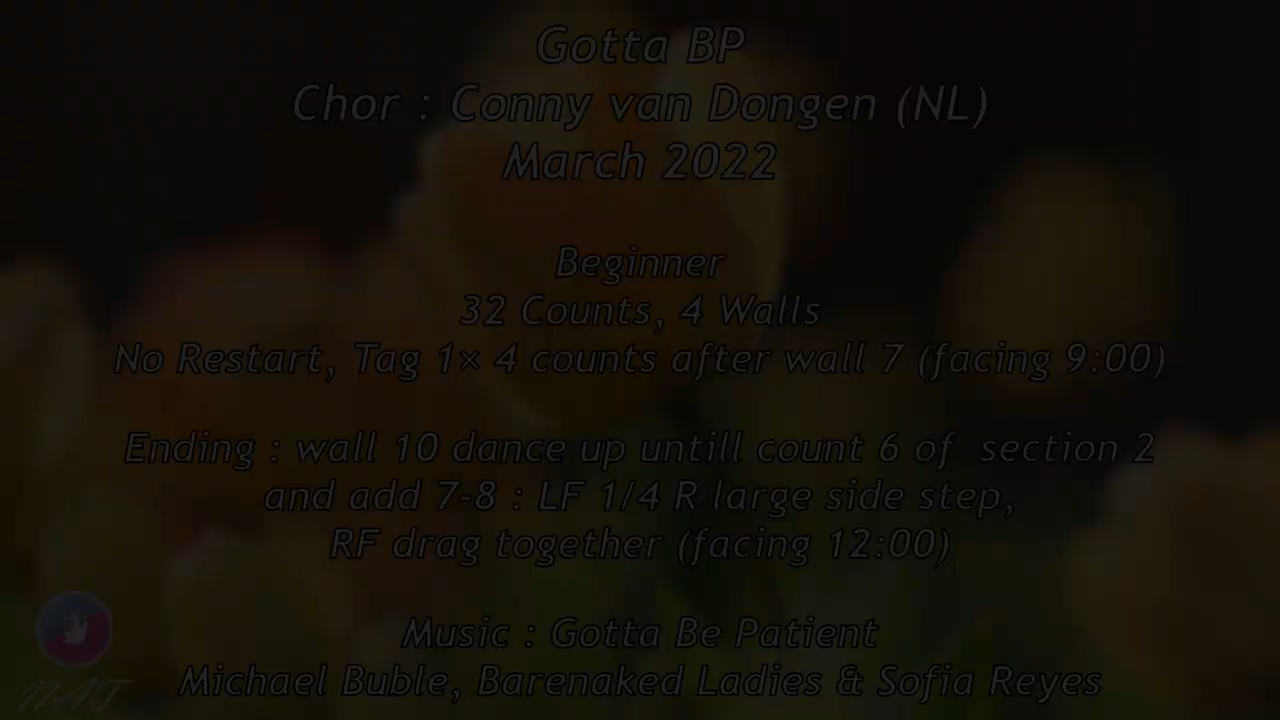 Gotta BP
Chor : Conny van Dongen (NL)
March 2022
Beginner
32 Counts, 4 Walls
No Restart, Tag 1× 4 counts after wall 7 (facing 9:00)
Ending : wall 10 dance up untill count 6 of section 2
and add 7-8 : LF 1/4 R large side step,
RF drag together (facing 12:00)
Music : Gotta Be Patient
Michael Buble, Barenaked Ladies & Sofia Reyes